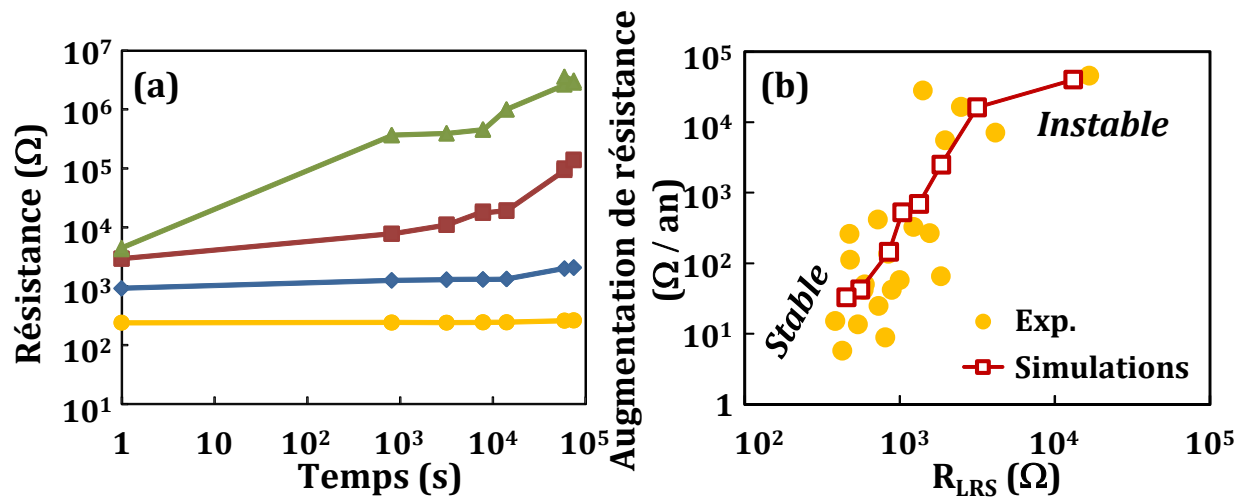 (a)
Résistance (Ω)
10⁷
10⁶
10⁵
10⁴
10³
10²
10¹
1 10 10² 10³ 10⁴ 10⁵
Temps (s)
(b)
Augmentation de résistance
(Ω / an)
10⁵
10⁴
10³
10²
10¹
1
Instable
Stable
Exp.
Simulations
10² 10³ 10⁴ 10⁵
R_LRS (Ω)